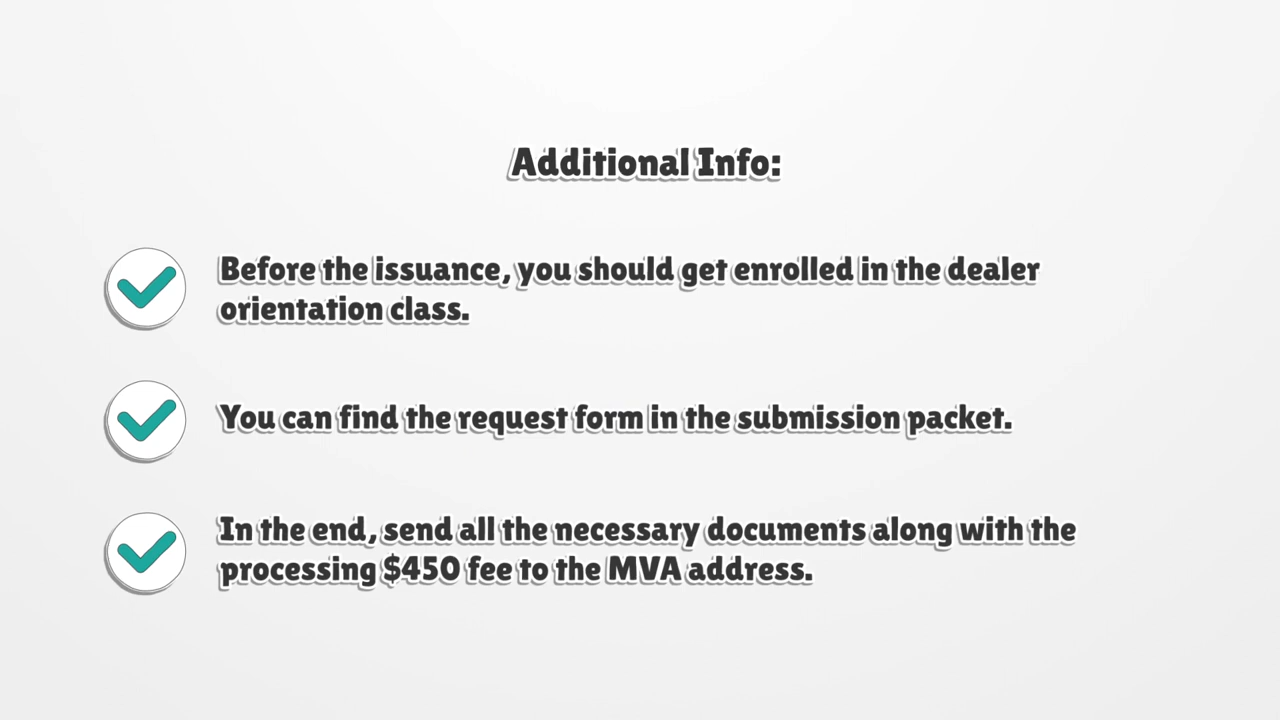 Additional Info:
Before the issuance, you should get enrolled in the dealer
orientation class.
You can find the request form in the submission packet.
In the end, send all the necessary documents along with the
processing $450 fee to the MVA address.